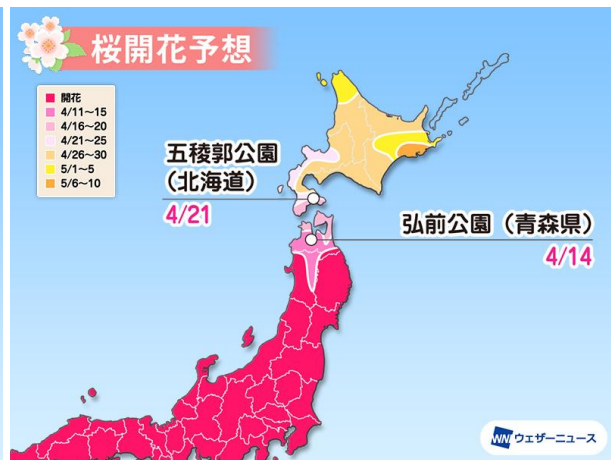 桜開花予想
開花
4/11〜15
4/16〜20
4/21〜25
4/26〜30
5/1〜5
5/6〜10
五稜郭公園
（北海道）
4/21
弘前公園（青森県）
4/14
WN ウェザーニュース